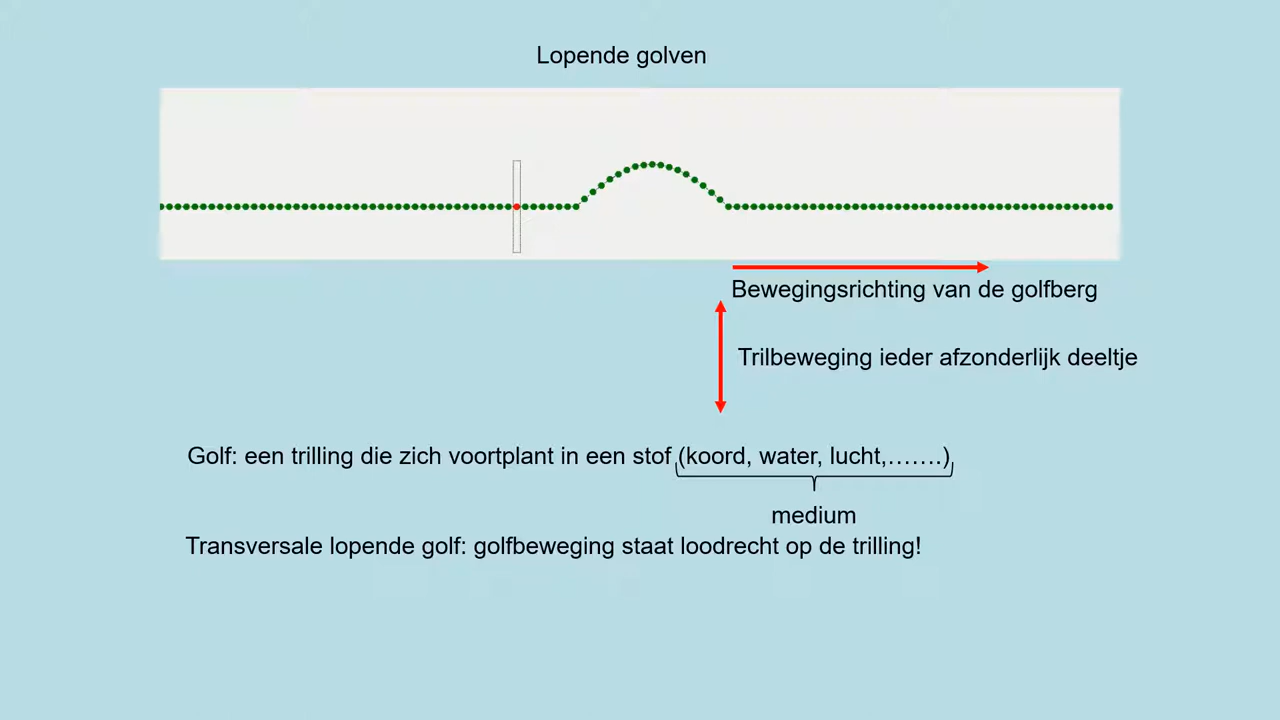 Lopende golven
Bewegingsrichting van de golfberg
Trilbeweging ieder afzonderlijk deeltje
Golf: een trilling die zich voortplant in een stof (koord, water, lucht,…….)
medium
Transversale lopende golf: golfbeweging staat loodrecht op de trilling!